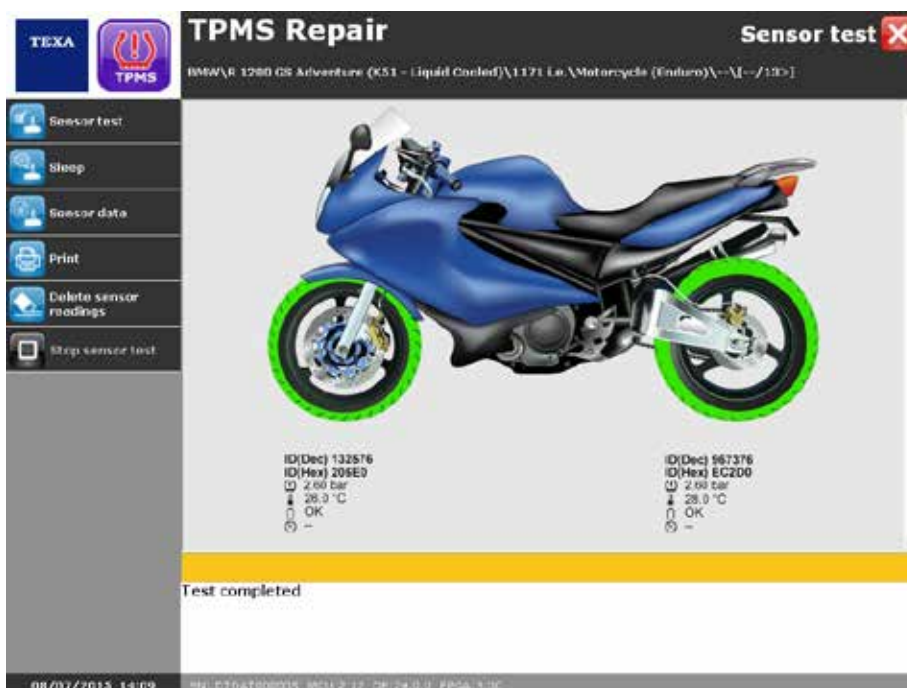 TEXA
TPMS
TPMS Repair
Sensor test
BMW\R 1200 GS Adventure (K51 - Liquid Cooled)\1171 i.e.\Motorcycle (Enduro)\--\[--/13>]
Sensor test
Sleep
Sensor data
Print
Delete sensor
readings
Stop sensor test
ID(Dec) 132576
ID(Hex) 205E0
2.60 bar
28.0 °C
OK
--
ID(Dec) 967376
ID(Hex) EC2D0
2.60 bar
28.0 °C
OK
--
Test completed
08/07/2015 14:09